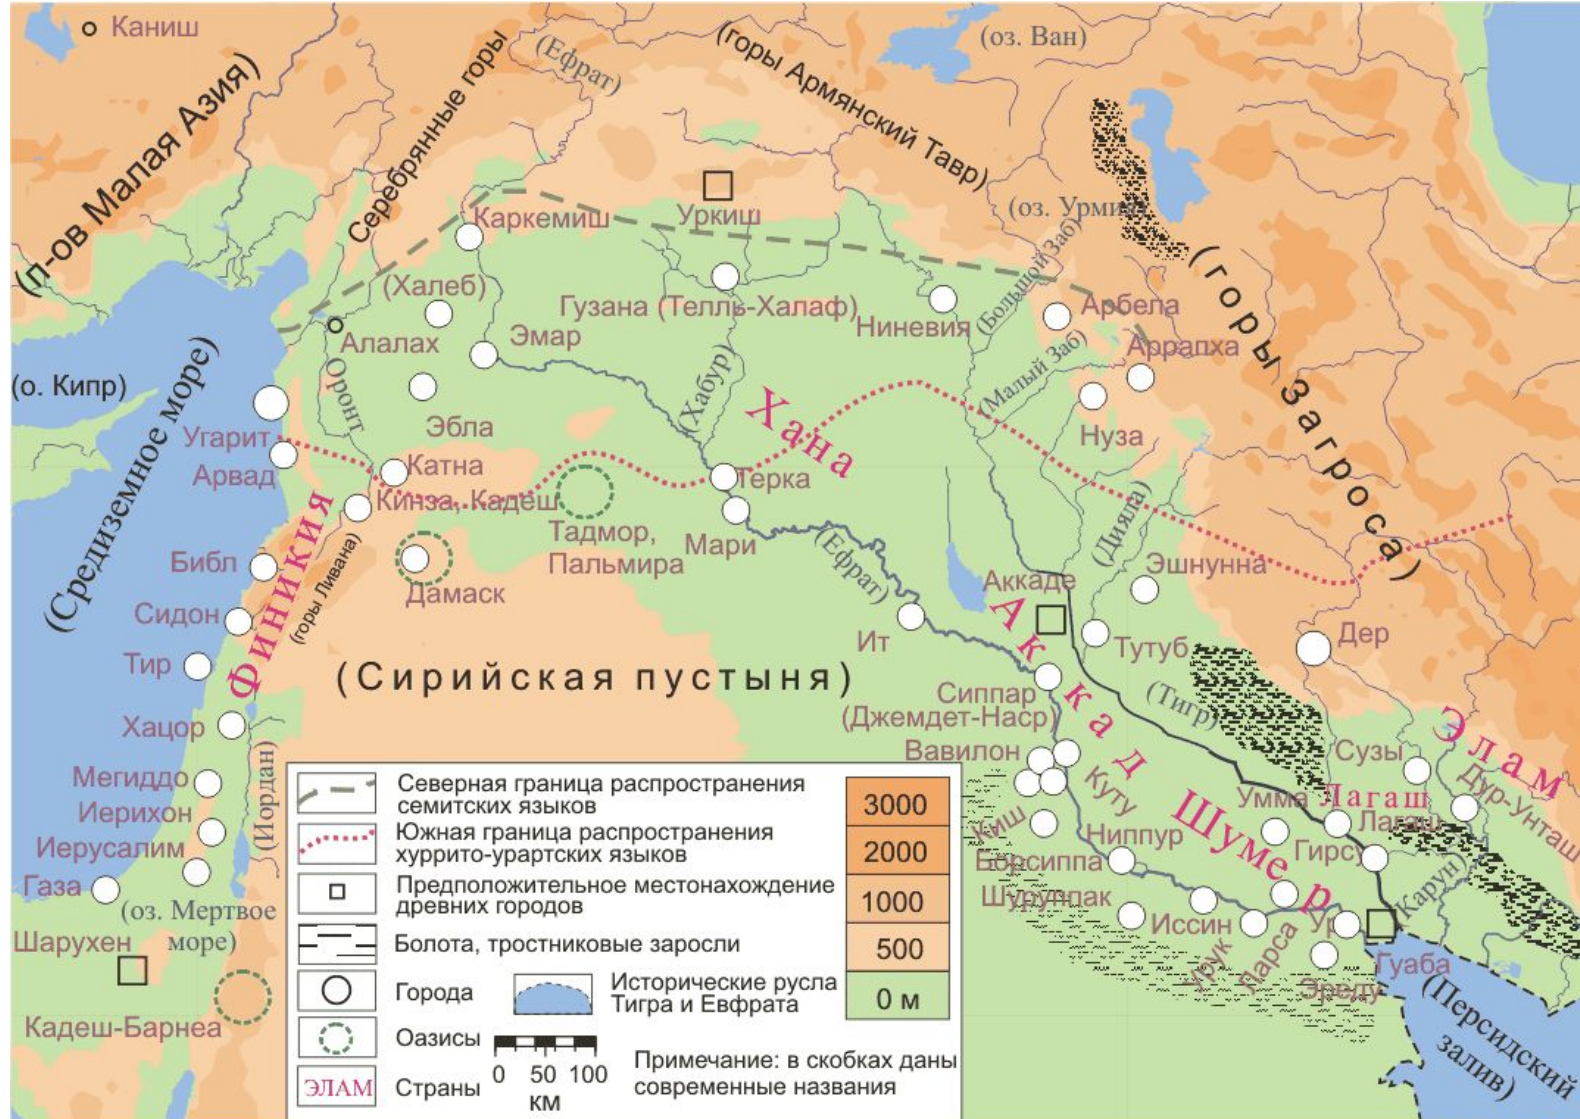 Каниш
(оз. Ван)
(горы Армянский Тавр)
(Ефрат)
Серебрянные горы
(п-ов Малая Азия)
Каркемиш
Уркиш
(оз. Урмия)
(горы Загроса)
(Халеб)
Гузана (Телль-Халаф)
Ниневия
(Большой Заб)
Арбела
Алалах
Эмар
Аррапха
(Малый Заб)
(о. Кипр)
(Средиземное море)
Оронт
(Хабур)
Хана
Эбла
Нуза
Угарит
Арвад
Катна
Кинза, Кадеш
Терка
Тадмор,
Пальмира
Мари
(Ефрат)
(Дияла)
Финикия
(горы Ливана)
Библ
Дамаск
Аккаде
Эшнунна
Аккад
Сидон
Ит
Тутуб
Дер
Тир
(Сирийская пустыня)
Сиппар
(Джемдет-Наср)
(Тигр)
Элам
Хацор
Вавилон
Сузы
(Иордан)
Мегиддо
Куту
Дур-Унташ
Иерихон
Киш
Шумер
Умма
Лагаш
Лагаш
Иерусалим
Борсиппа
Ниппур
Гирсу
Газа
(оз. Мертвое
море)
Шуруппак
(Карун)
Шарухен
Иссин
Урук
Ларса
Ур
Гуаба
Эреду
Кадеш-Барнеа
(Персидский
залив)
Северная граница распространения
семитских языков
Южная граница распространения
хуррито-урартских языков
Предположительное местонахождение
древних городов
Болота, тростниковые заросли
Города
Исторические русла
Тигра и Евфрата
Оазисы
ЭЛАМ
Страны
0 50 100
км
Примечание: в скобках даны
современные названия
3000
2000
1000
500
0 м